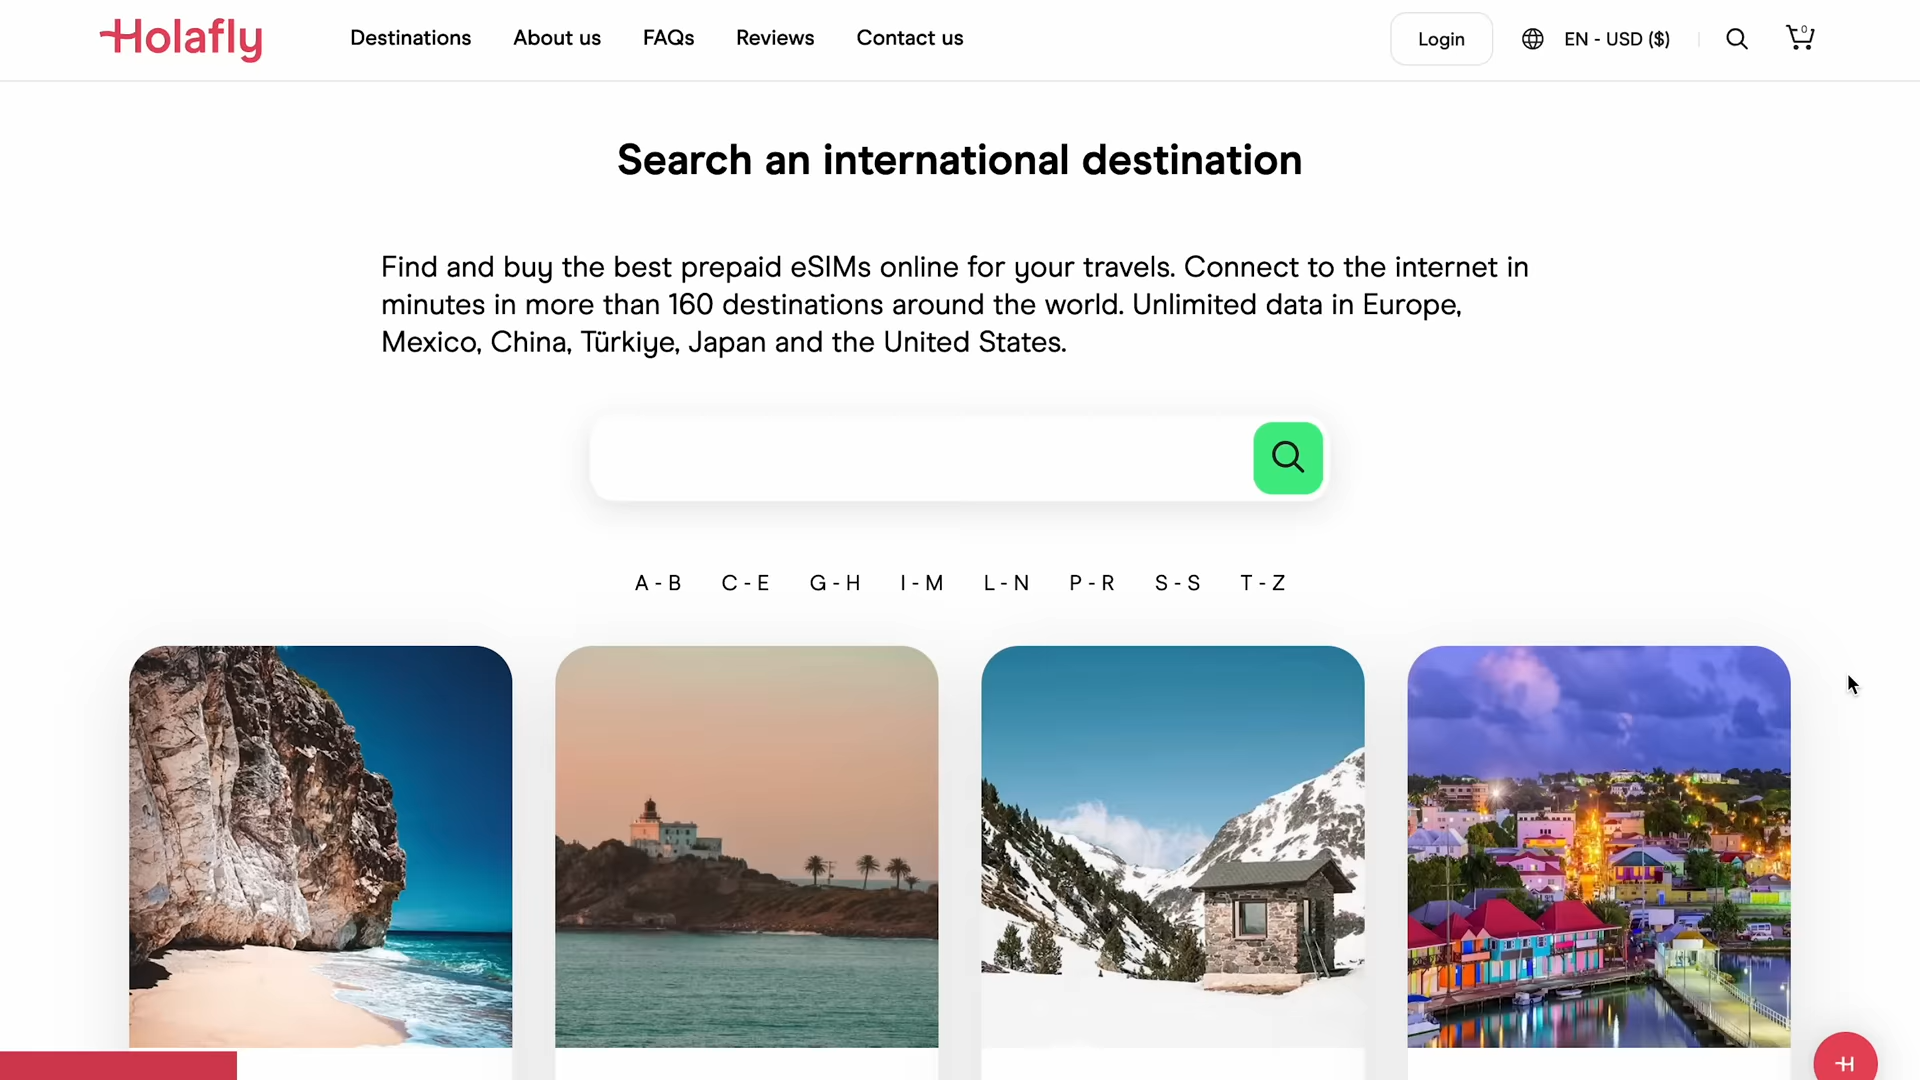 Holafly
Destinations
About us
FAQs
Reviews
Contact us
Login
EN - USD ($)
0
Search an international destination
Find and buy the best prepaid eSIMs online for your travels. Connect to the internet in
minutes in more than 160 destinations around the world. Unlimited data in Europe,
Mexico, China, Türkiye, Japan and the United States.
A - B
C - E
G - H
I - M
L - N
P - R
S - S
T - Z
H